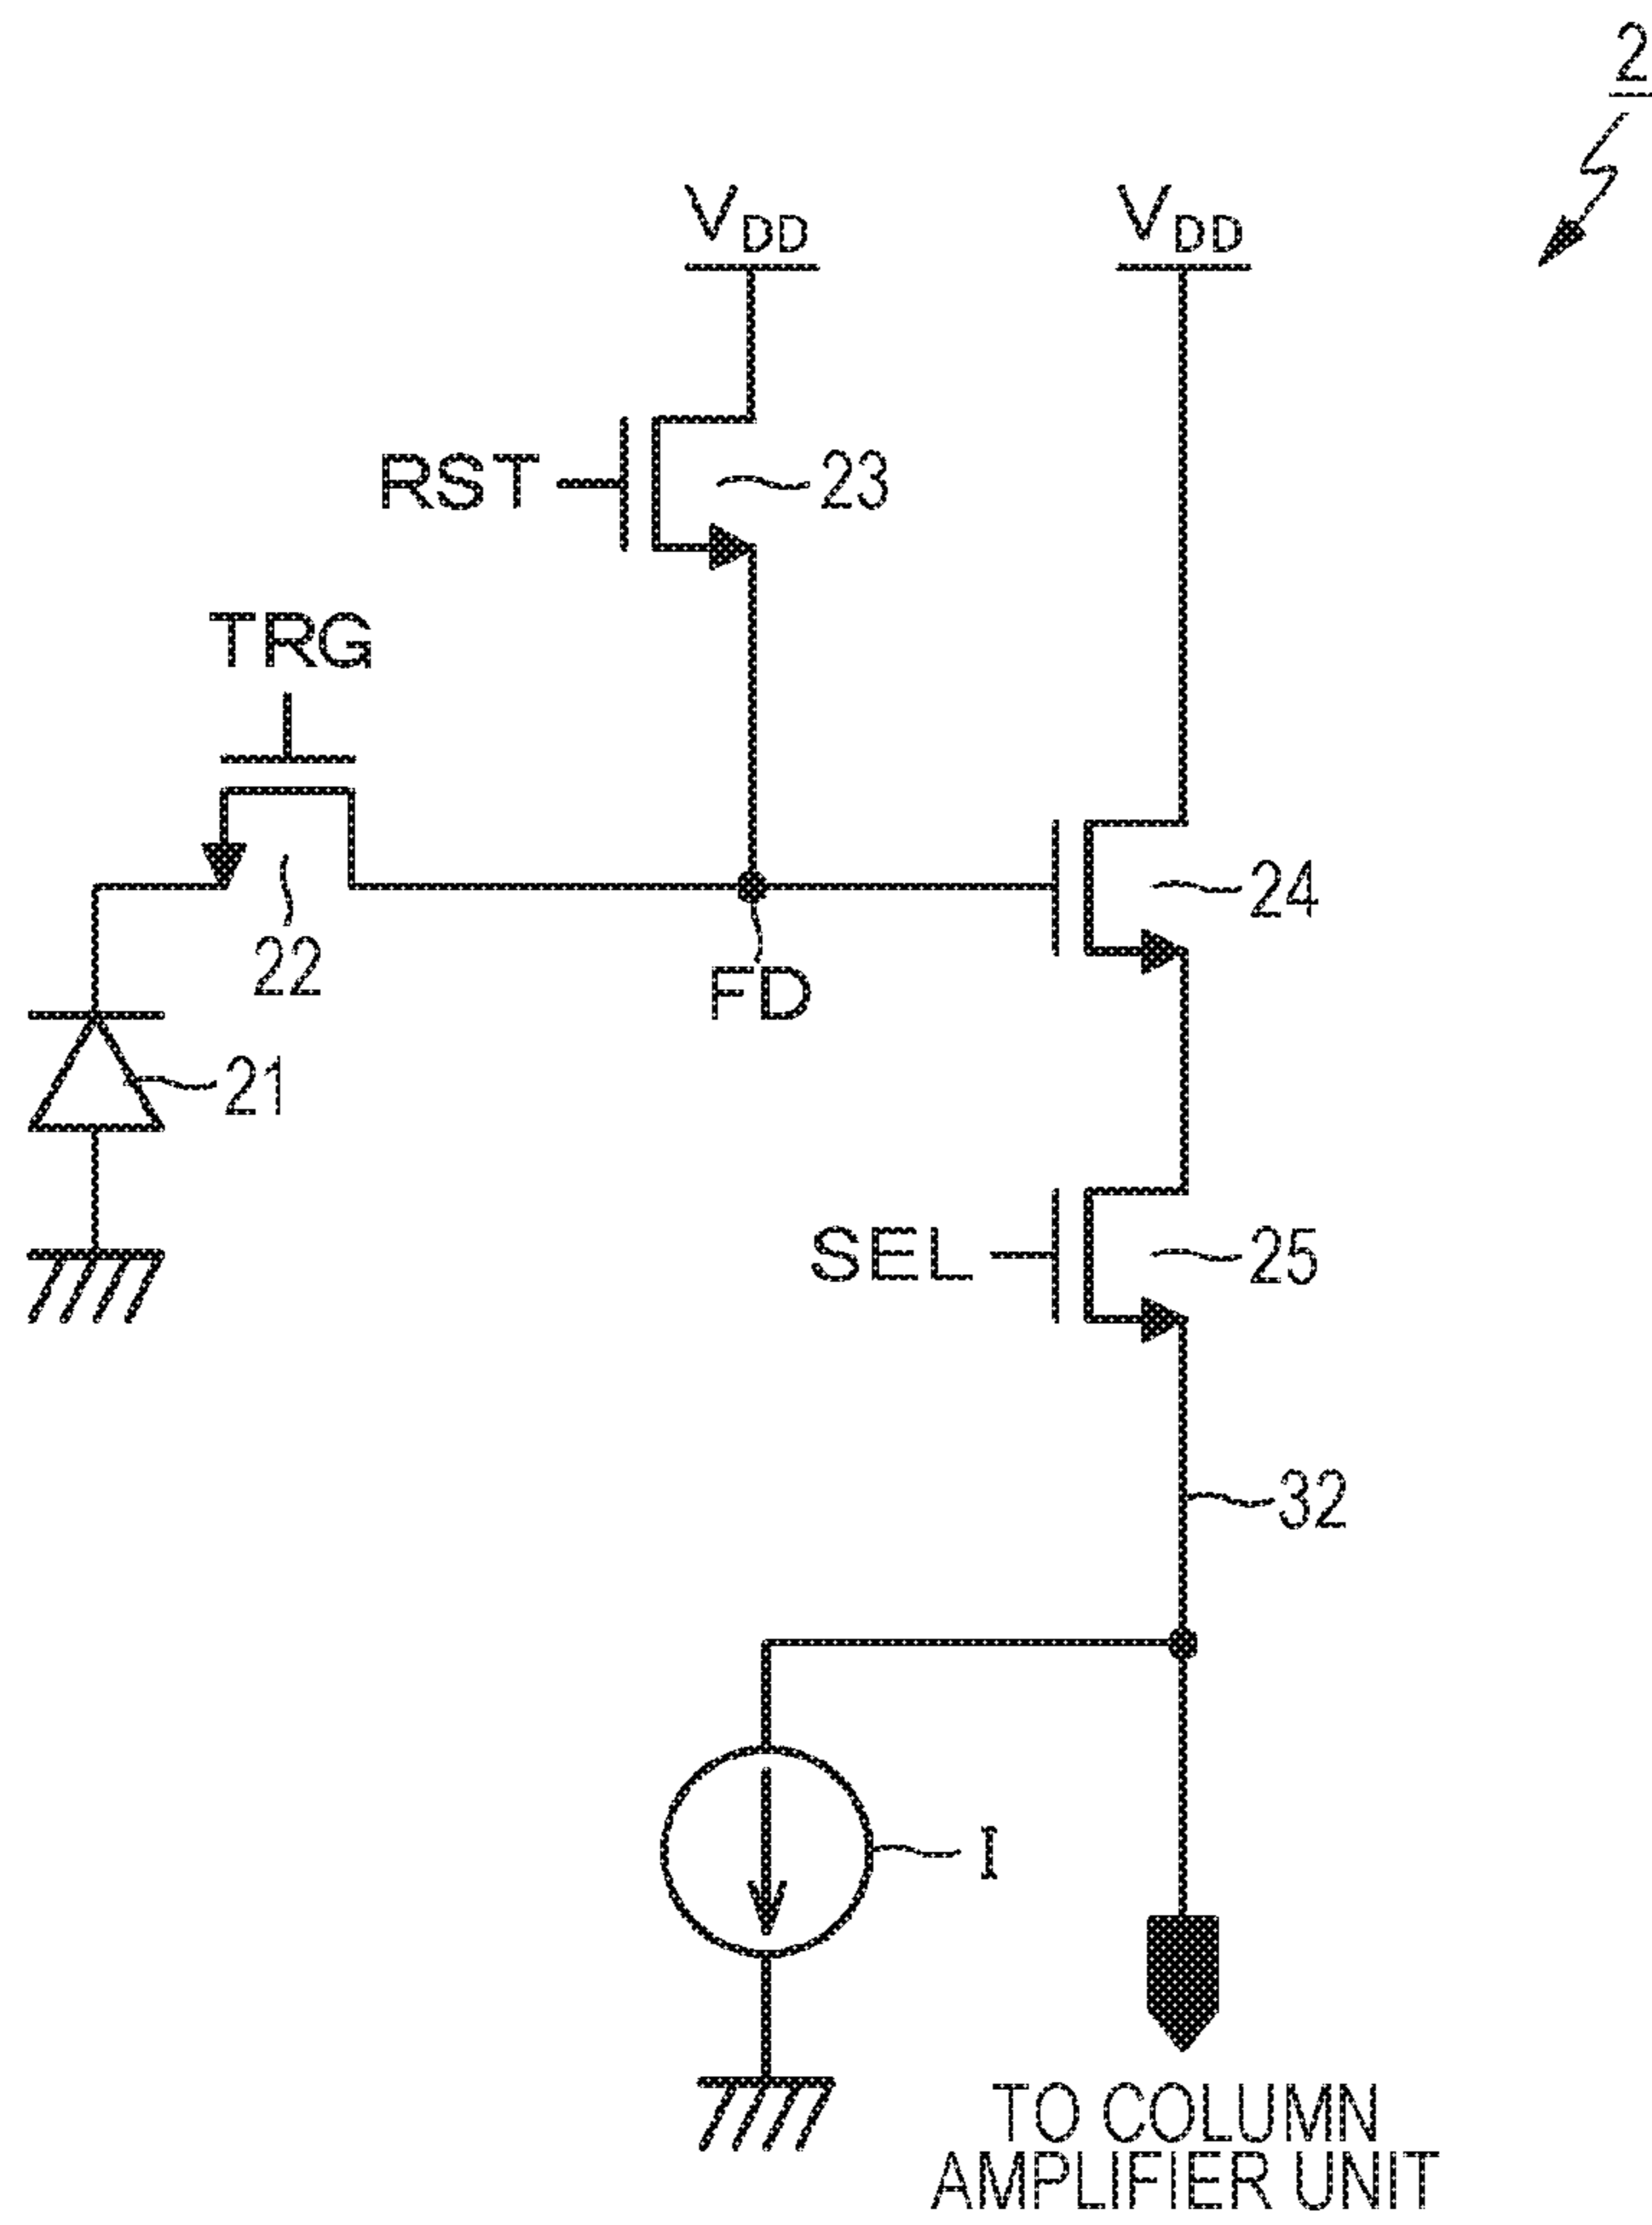 2
VDD VDD
RST 23
TRG
24
22
FD
21
SEL 25
32
I
TO COLUMN
AMPLIFIER UNIT